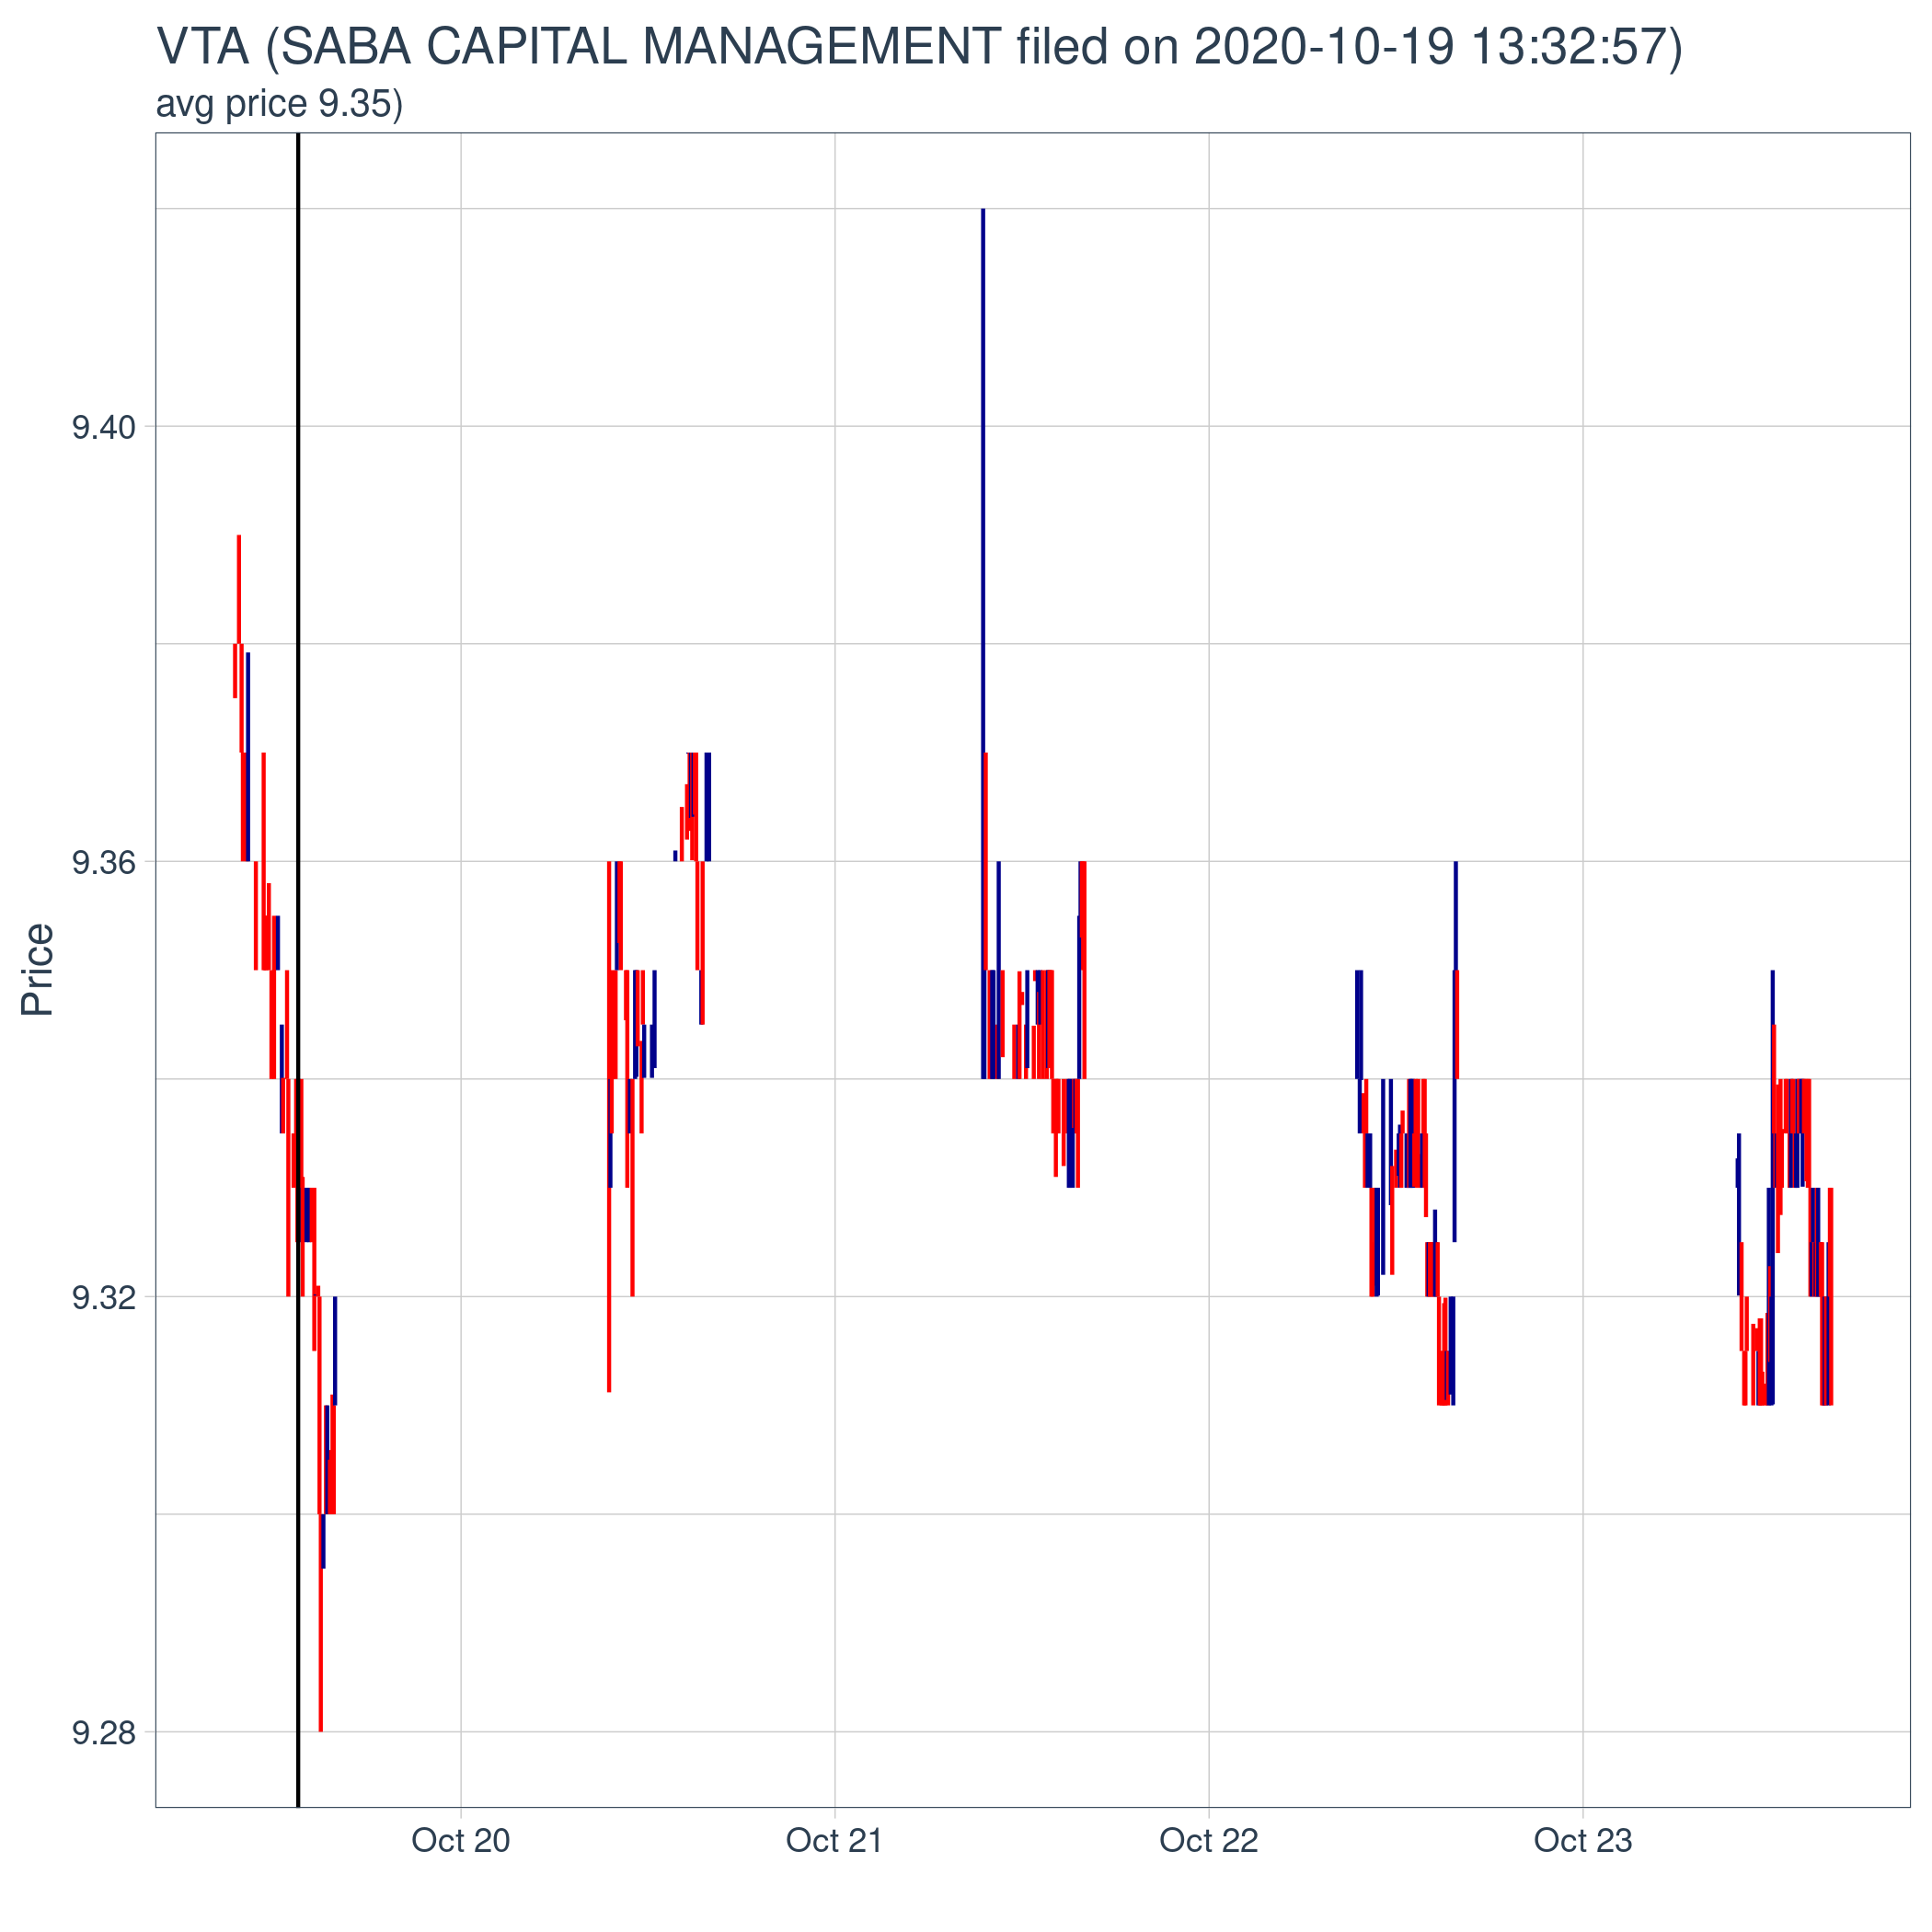 VTA (SABA CAPITAL MANAGEMENT filed on 2020-10-19 13:32:57)
avg price 9.35)
9.40
9.36
Price
9.32
9.28
Oct 20 Oct 21 Oct 22 Oct 23